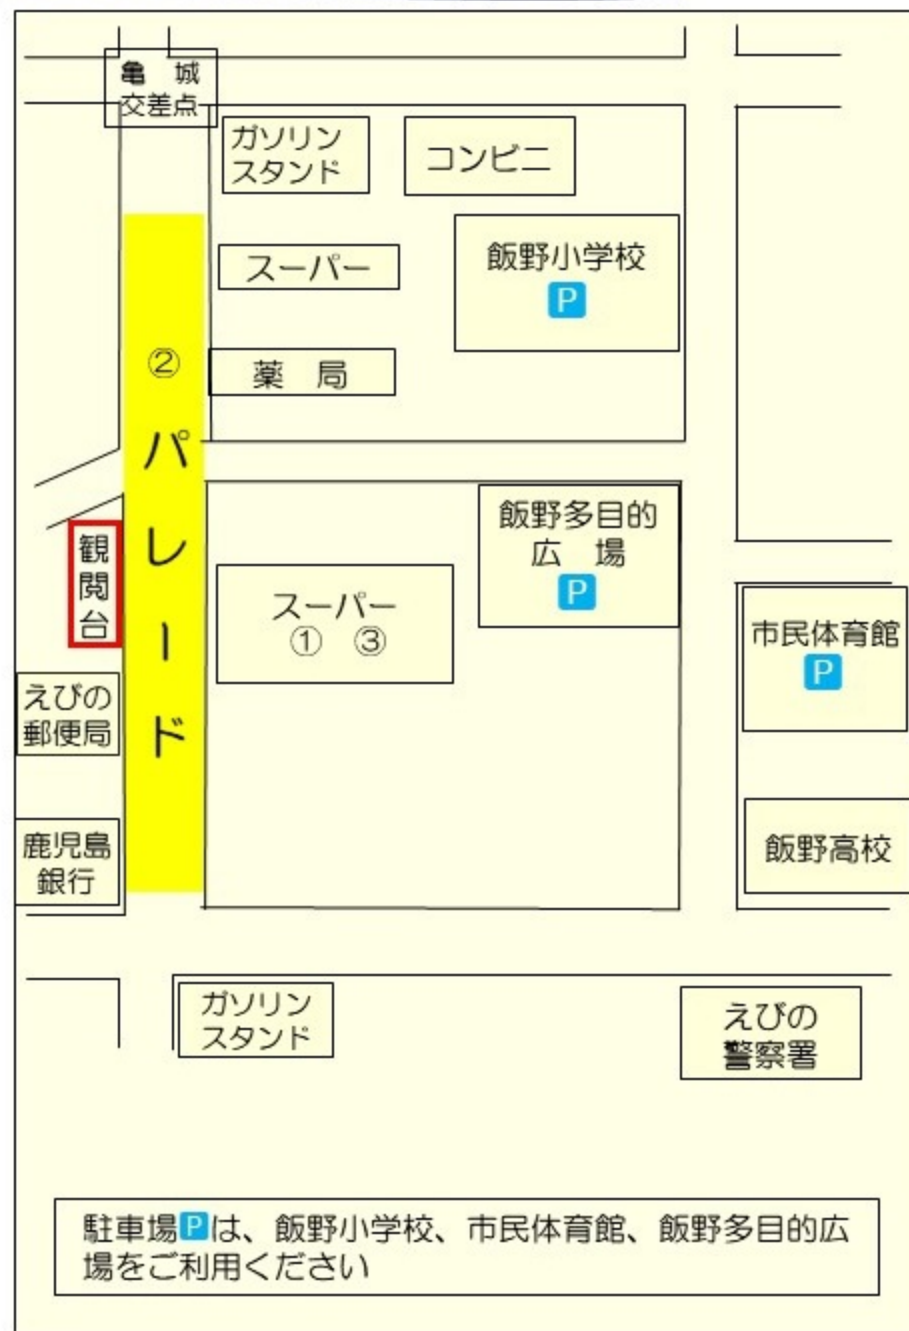 亀　城
交差点
ガソリン
スタンド
コンビニ
スーパー
飯野小学校
P
薬　局
②
パレード
観閲台
飯野多目的
広　場
P
スーパー
①　③
市民体育館
P
えびの
郵便局
鹿児島
銀行
飯野高校
ガソリン
スタンド
えびの
警察署
駐車場Pは、飯野小学校、市民体育館、飯野多目的広
場をご利用ください